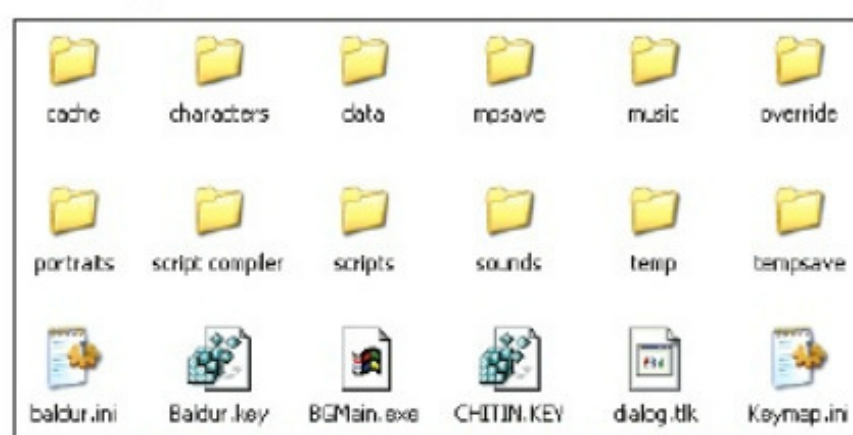 cache characters data mpsave music override
portraits script compiler scripts sounds temp tempsave
baldur.ini Baldur.key BGMain.exe CHITIN.KEY dialog.tlk Keymap.ini